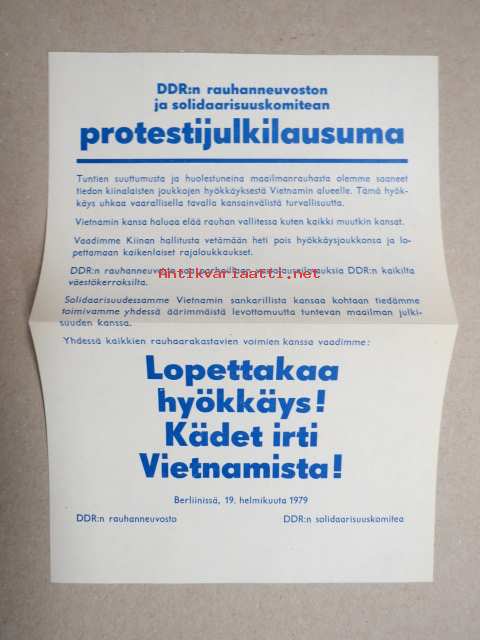 DDR:n rauhanneuvoston
ja solidaarisuuskomitean
protestijulkilausuma
Tuntien suuttumusta ja huolestuneina maailmanrauhasta olemme saaneet
tiedon kiinalaisten joukkojen hyökkäyksestä Vietnamin alueelle. Tämä hyök-
käys uhkaa vaarallisella tavalla kansainvälistä turvallisuutta.
Vietnamin kansa haluaa elää rauhan vallitessa kuten kaikki muutkin kansat.
Vaadimme Kiinan hallitusta vetämään heti pois hyökkäysjoukkonsa ja lo-
pettamaan kaikenlaiset rajaloukkaukset.
DDR:n rauhanneuvosto saa parhaillaan vastalauseilmauksia DDR:n kaikilta
väestökerroksilta.
Antikvariaatti.net
Solidaarisuudessamme Vietnamin sankarillista kansaa kohtaan tiedämme
toimivamme yhdessä äärimmäistä levottomuutta tuntevan maailman julki-
suuden kanssa.
Yhdessä kaikkien rauhaarakastavien voimien kanssa vaadimme:
Lopettakaa
hyökkäys!
Kädet irti
Vietnamista!
Berliinissä, 19. helmikuuta 1979
DDR:n rauhanneuvosto DDR:n solidaarisuuskomitea